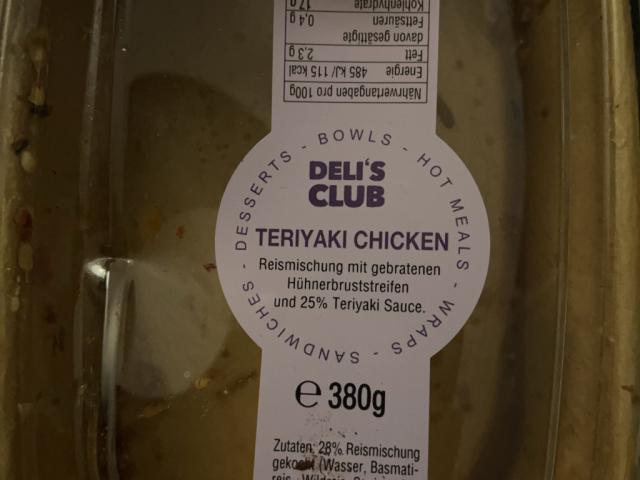 Nährwertangaben pro 100g
Energie 485 kJ/ 115 kcal
Fett 2,3 g
davon gesättigte
Fettsäuren 0,4 g
Kohlenhydrate 17,0
DESSERTS - BOWLS - HOT MEALS - WRAPS - SANDWICHES -
DELI'S
CLUB
TERIYAKI CHICKEN
Reismischung mit gebratenen
Hühnerbruststreifen
und 25% Teriyaki Sauce.
℮ 380g
Zutaten: 28% Reismischung
gekocht (Wasser, Basmati-